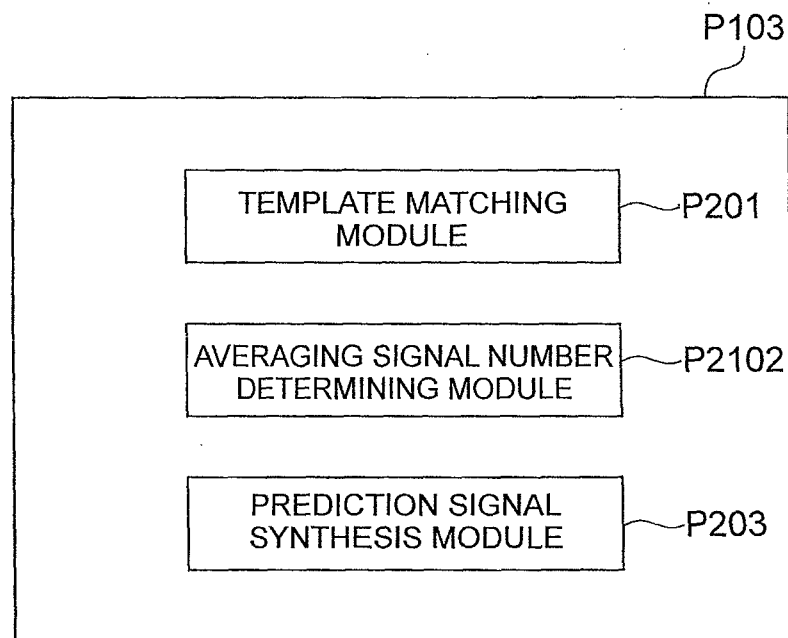 P103
TEMPLATE MATCHING
MODULE
P201
AVERAGING SIGNAL NUMBER
DETERMINING MODULE
P2102
PREDICTION SIGNAL
SYNTHESIS MODULE
P203